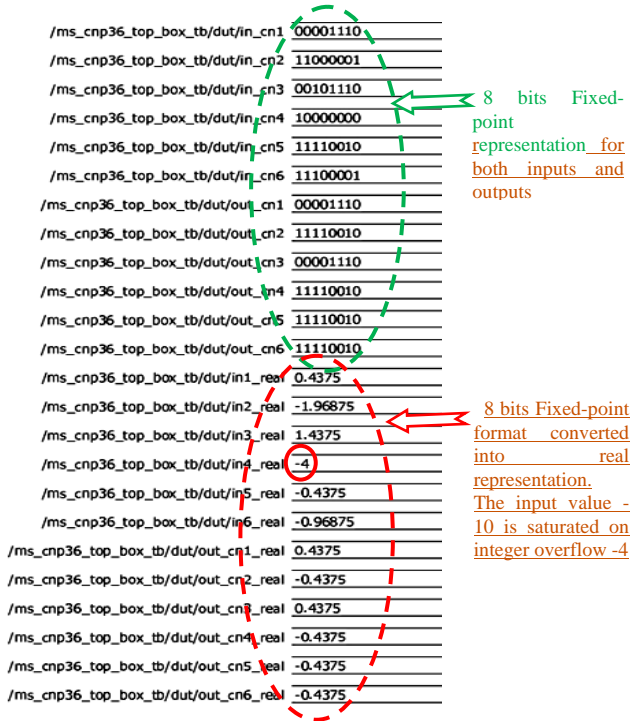 /ms_cnp36_top_box_tb/dut/in_cn1 00001110
/ms_cnp36_top_box_tb/dut/in_cn2 11000001
/ms_cnp36_top_box_tb/dut/in_cn3 00101110
/ms_cnp36_top_box_tb/dut/in_cn4 10000000
/ms_cnp36_top_box_tb/dut/in_cn5 11110010
/ms_cnp36_top_box_tb/dut/in_cn6 11100001
/ms_cnp36_top_box_tb/dut/out_cn1 00001110
/ms_cnp36_top_box_tb/dut/out_cn2 11110010
/ms_cnp36_top_box_tb/dut/out_cn3 00001110
/ms_cnp36_top_box_tb/dut/out_cn4 11110010
/ms_cnp36_top_box_tb/dut/out_cn5 11110010
/ms_cnp36_top_box_tb/dut/out_cn6 11110010
/ms_cnp36_top_box_tb/dut/in1_real 0.4375
/ms_cnp36_top_box_tb/dut/in2_real -1.96875
/ms_cnp36_top_box_tb/dut/in3_real 1.4375
/ms_cnp36_top_box_tb/dut/in4_real -4
/ms_cnp36_top_box_tb/dut/in5_real -0.4375
/ms_cnp36_top_box_tb/dut/in6_real -0.96875
/ms_cnp36_top_box_tb/dut/out_cn1_real 0.4375
/ms_cnp36_top_box_tb/dut/out_cn2_real -0.4375
/ms_cnp36_top_box_tb/dut/out_cn3_real 0.4375
/ms_cnp36_top_box_tb/dut/out_cn4_real -0.4375
/ms_cnp36_top_box_tb/dut/out_cn5_real -0.4375
/ms_cnp36_top_box_tb/dut/out_cn6_real -0.4375
8 bits Fixed-
point
representation for
both inputs and
outputs
8 bits Fixed-point
format converted
into real
representation.
The input value -
10 is saturated on
integer overflow -4